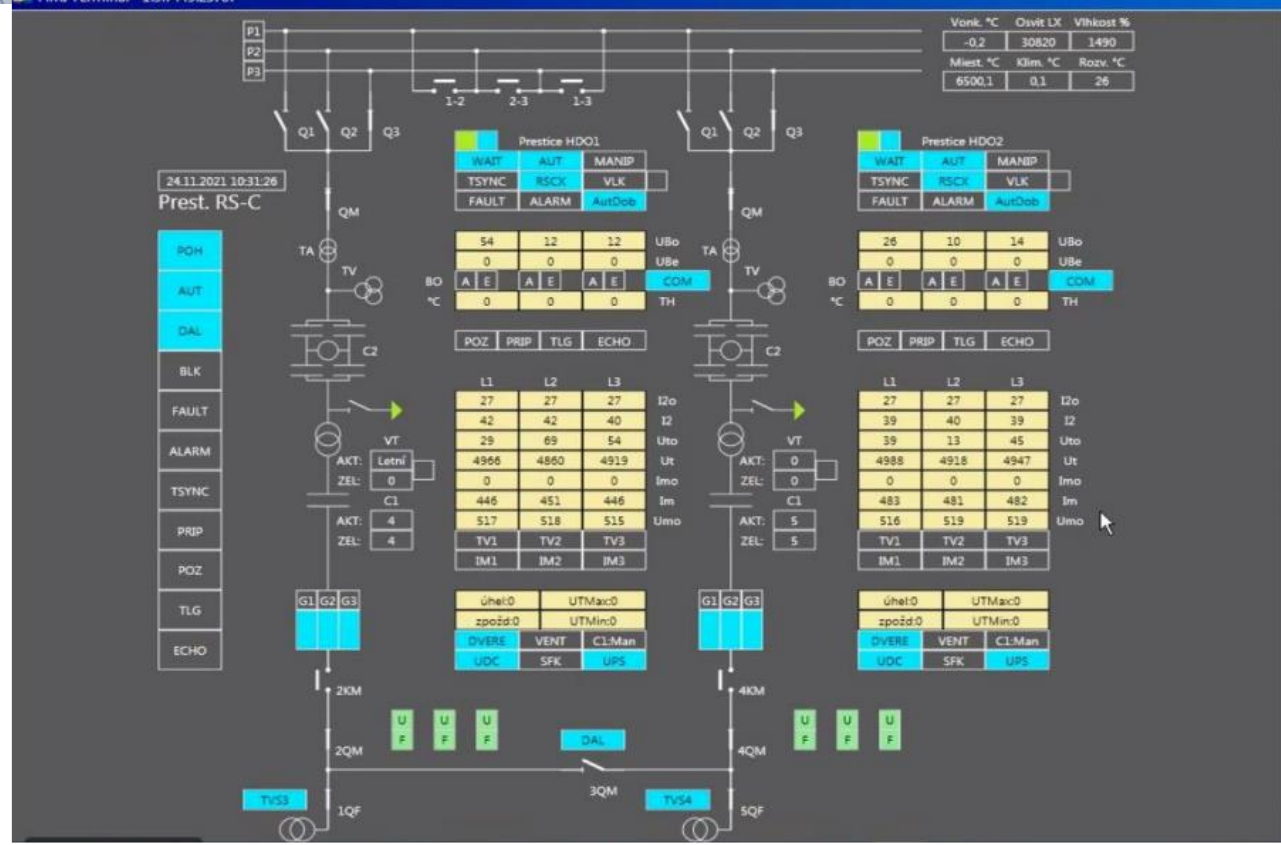 P1
P2
P3
Vonk. °C Osvit LX Vlhkost %
-0,2 30820 1490
Miest. °C Klim. °C Rozv. °C
6500,1 0,1 26
1-2 2-3 1-3
Q1 Q2 Q3
Q1 Q2 Q3
24.11.2021 10:31:26
Prest. RS-C
POH
AUT
DAL
BLK
FAULT
ALARM
TSYNC
PRIP
POZ
TLG
ECHO
QM
TA
TV
C2
VT
AKT: Letní
ZEL: 0
C1
AKT: 4
ZEL: 4
G1 G2 G3
2KM
2QM
1QF
TVS3
Prestice HDO1
WAIT AUT MANIP
TSYNC RSCX VLK
FAULT ALARM AutDob
54 12 12 UBo
0 0 0 UBe
BO A E A E A E COM
°C 0 0 0 TH
POZ PRIP TLG ECHO
L1 L2 L3
27 27 27 I2o
42 42 40 I2
29 69 54 Uto
4966 4860 4919 Ut
0 0 0 Imo
446 451 446 Im
517 518 515 Umo
TV1 TV2 TV3
IM1 IM2 IM3
úhel:0 UTMax:0
zpožd:0 UTMin:0
DVERE VENT C1:Man
UDC SFK UPS
U U U
F F F
DAL
3QM
QM
TA
TV
C2
VT
AKT: 0
ZEL: 0
C1
AKT: 5
ZEL: 5
G1 G2 G3
4KM
4QM
5QF
TVS4
Prestice HDO2
WAIT AUT MANIP
TSYNC RSCX VLK
FAULT ALARM AutDob
26 10 14 UBo
0 0 0 UBe
BO A E A E A E COM
°C 0 0 0 TH
POZ PRIP TLG ECHO
L1 L2 L3
27 27 27 I2o
39 40 39 I2
39 13 45 Uto
4988 4918 4947 Ut
0 0 0 Imo
483 481 482 Im
516 519 519 Umo
TV1 TV2 TV3
IM1 IM2 IM3
úhel:0 UTMax:0
zpožd:0 UTMin:0
DVERE VENT C1:Man
UDC SFK UPS
U U U
F F F